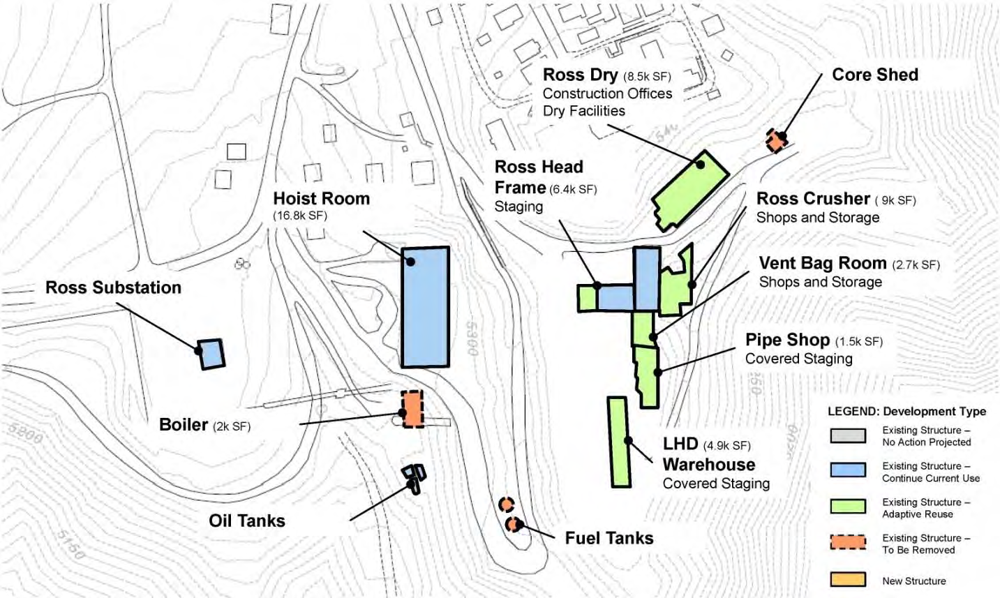 Ross Dry (8.5k SF)
Construction Offices
Dry Facilities
Core Shed
Ross Head
Frame (6.4k SF)
Staging
Hoist Room
(16.8k SF)
Ross Crusher ( 9k SF)
Shops and Storage
Vent Bag Room (2.7k SF)
Shops and Storage
Ross Substation
5300
Pipe Shop (1.5k SF)
Covered Staging
Boiler (2k SF)
5200
LHD (4.9k SF)
Warehouse
Covered Staging
Oil Tanks
Fuel Tanks
5150
LEGEND: Development Type
Existing Structure –
No Action Projected
Existing Structure –
Continue Current Use
Existing Structure –
Adaptive Reuse
Existing Structure –
To Be Removed
New Structure